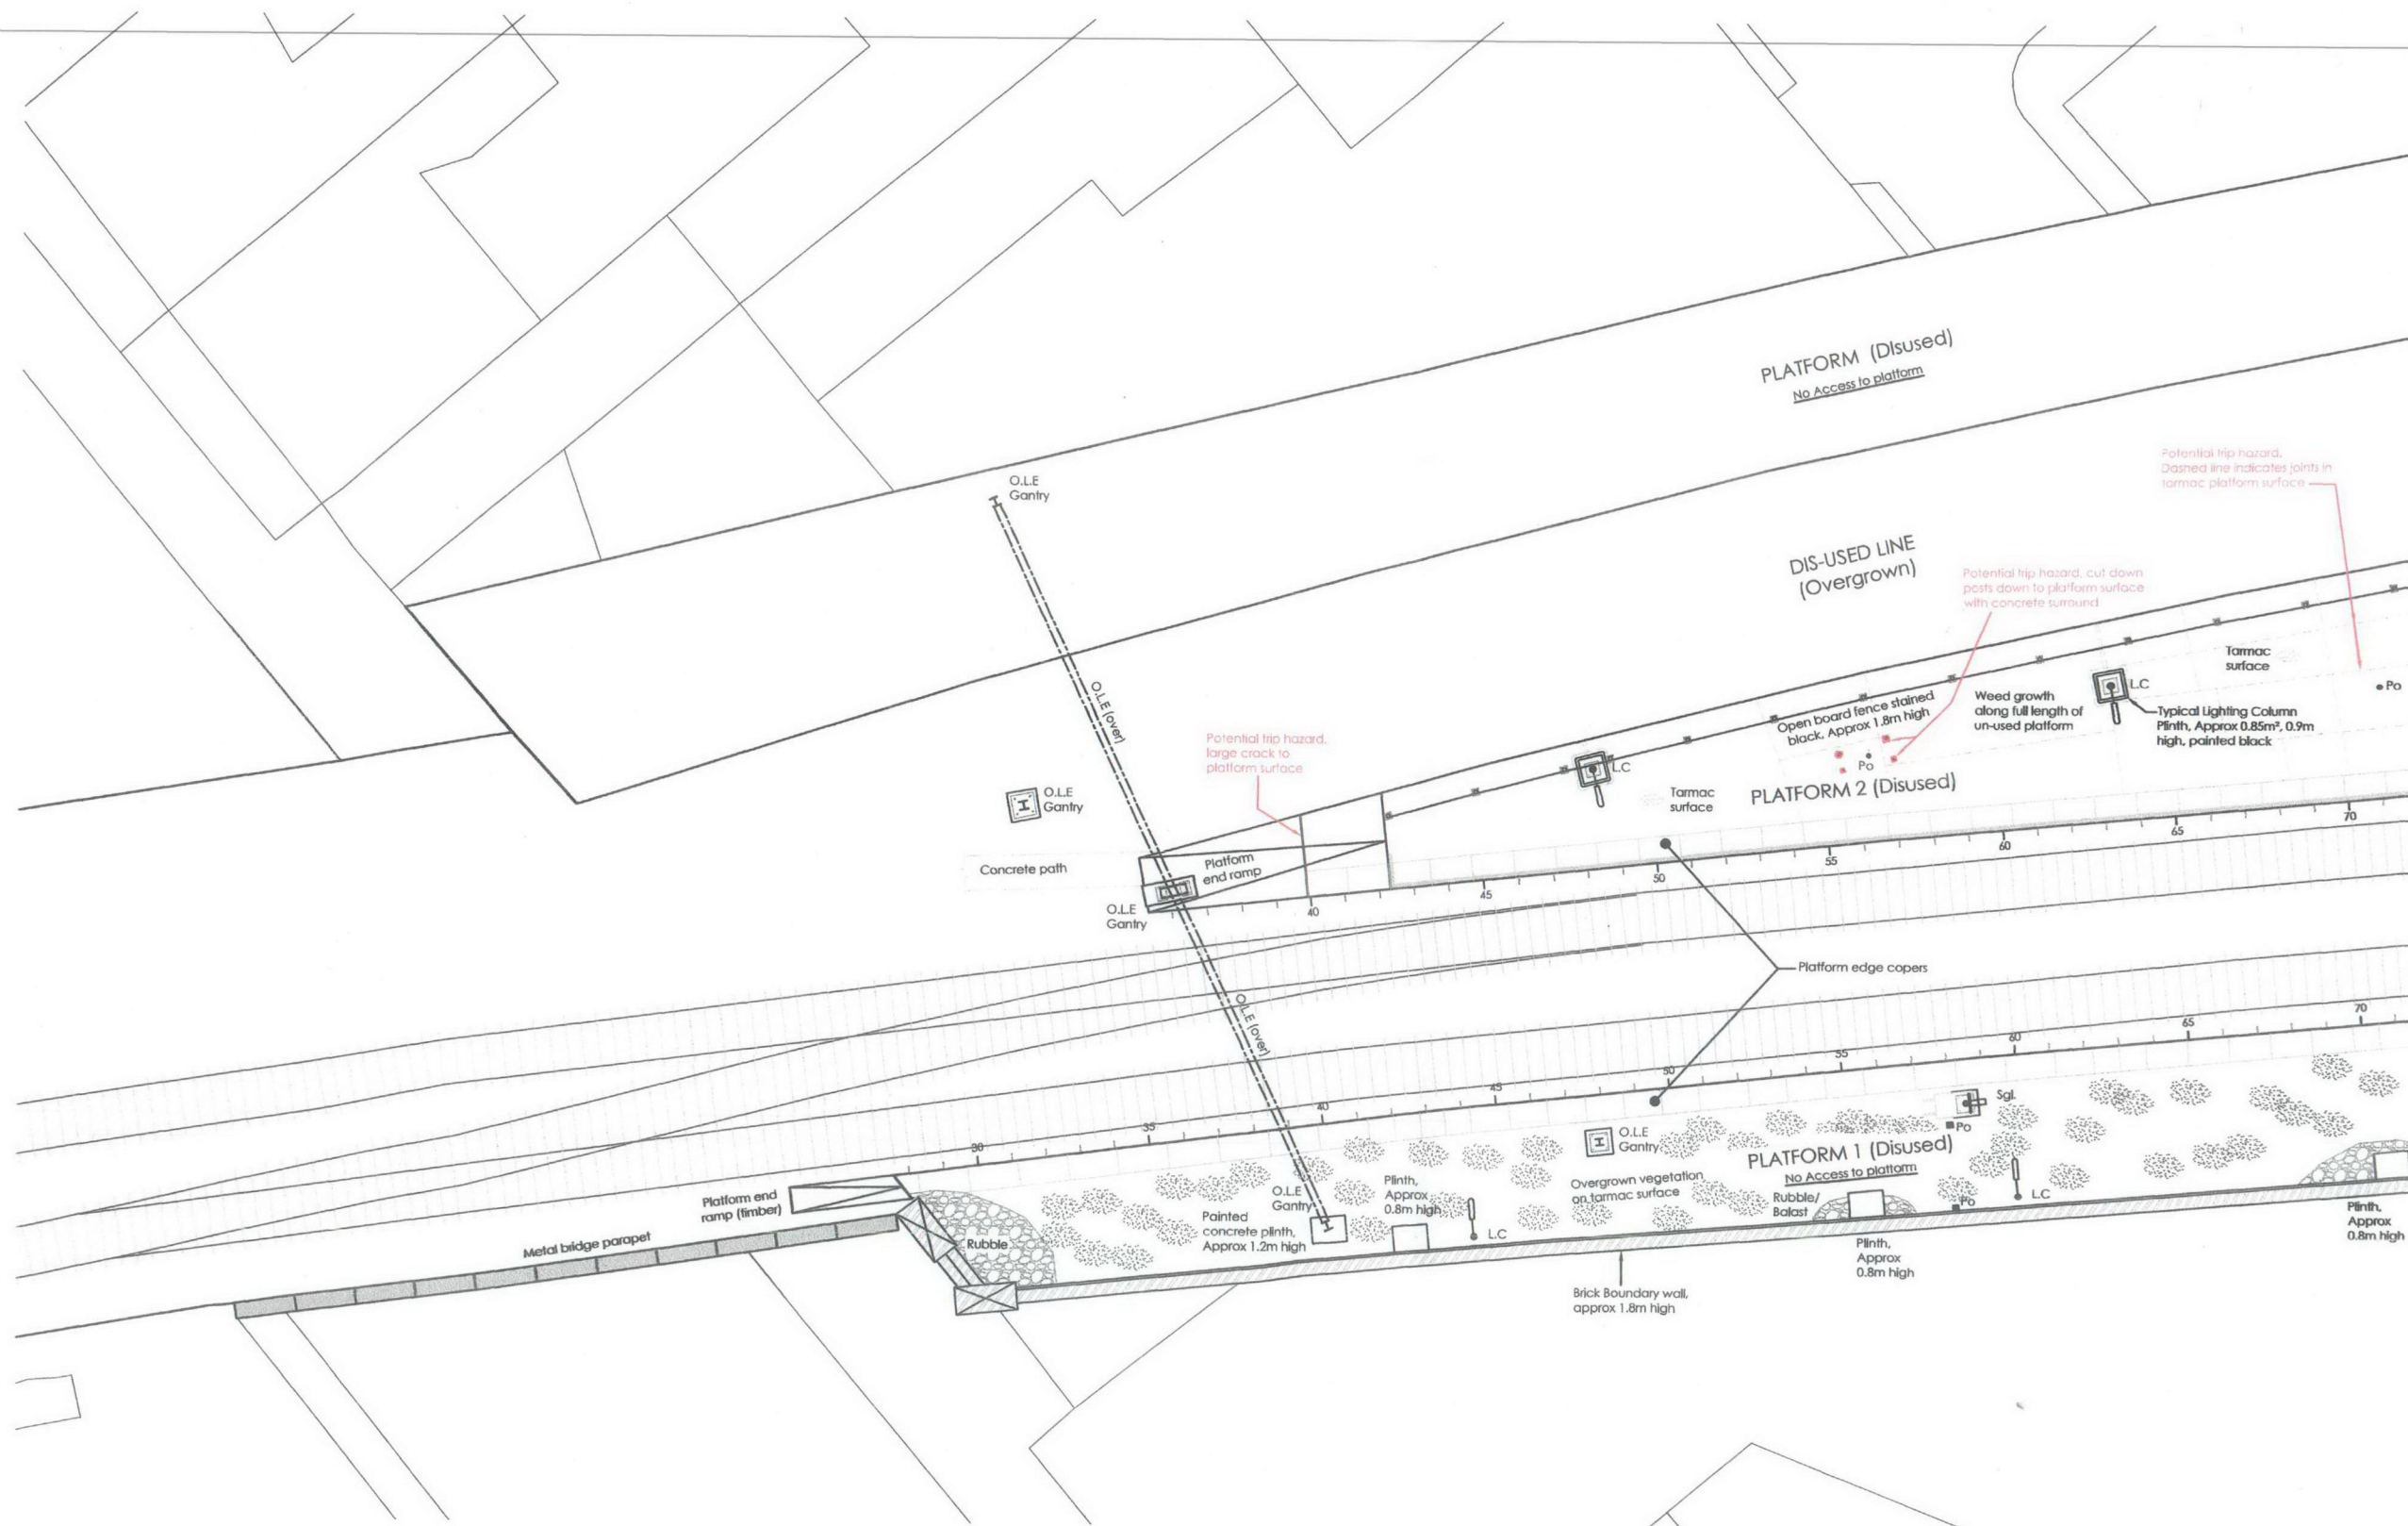 PLATFORM (Disused)
No Access to platform
O.L.E
Gantry
Potential trip hazard,
Dashed line indicates joints in
tarmac platform surface
DIS-USED LINE
(Overgrown)
Potential trip hazard, cut down
posts down to platform surface
with concrete surround
O.L.E (over)
Tarmac
surface
L.C
Po
Open board fence stained
black, Approx 1.8m high
Weed growth
along full length of
un-used platform
Typical Lighting Column
Plinth, Approx 0.85m², 0.9m
high, painted black
Potential trip hazard,
large crack to
platform surface
L.C
Po
O.L.E
Gantry
Tarmac
surface
PLATFORM 2 (Disused)
Concrete path
Platform
end ramp
O.L.E
Gantry
40
45
50
55
60
65
70
Platform edge copers
O.L.E (over)
30
35
40
45
50
55
60
65
70
Sgl.
Po
O.L.E
Gantry
PLATFORM 1 (Disused)
No Access to platform
Platform end
ramp (timber)
O.L.E
Gantry
Plinth,
Approx
0.8m high
Overgrown vegetation
on tarmac surface
Rubble/
Balast
Po
L.C
Metal bridge parapet
Rubble
Painted
concrete plinth,
Approx 1.2m high
L.C
Plinth,
Approx
0.8m high
Plinth,
Approx
0.8m high
Brick Boundary wall,
approx 1.8m high